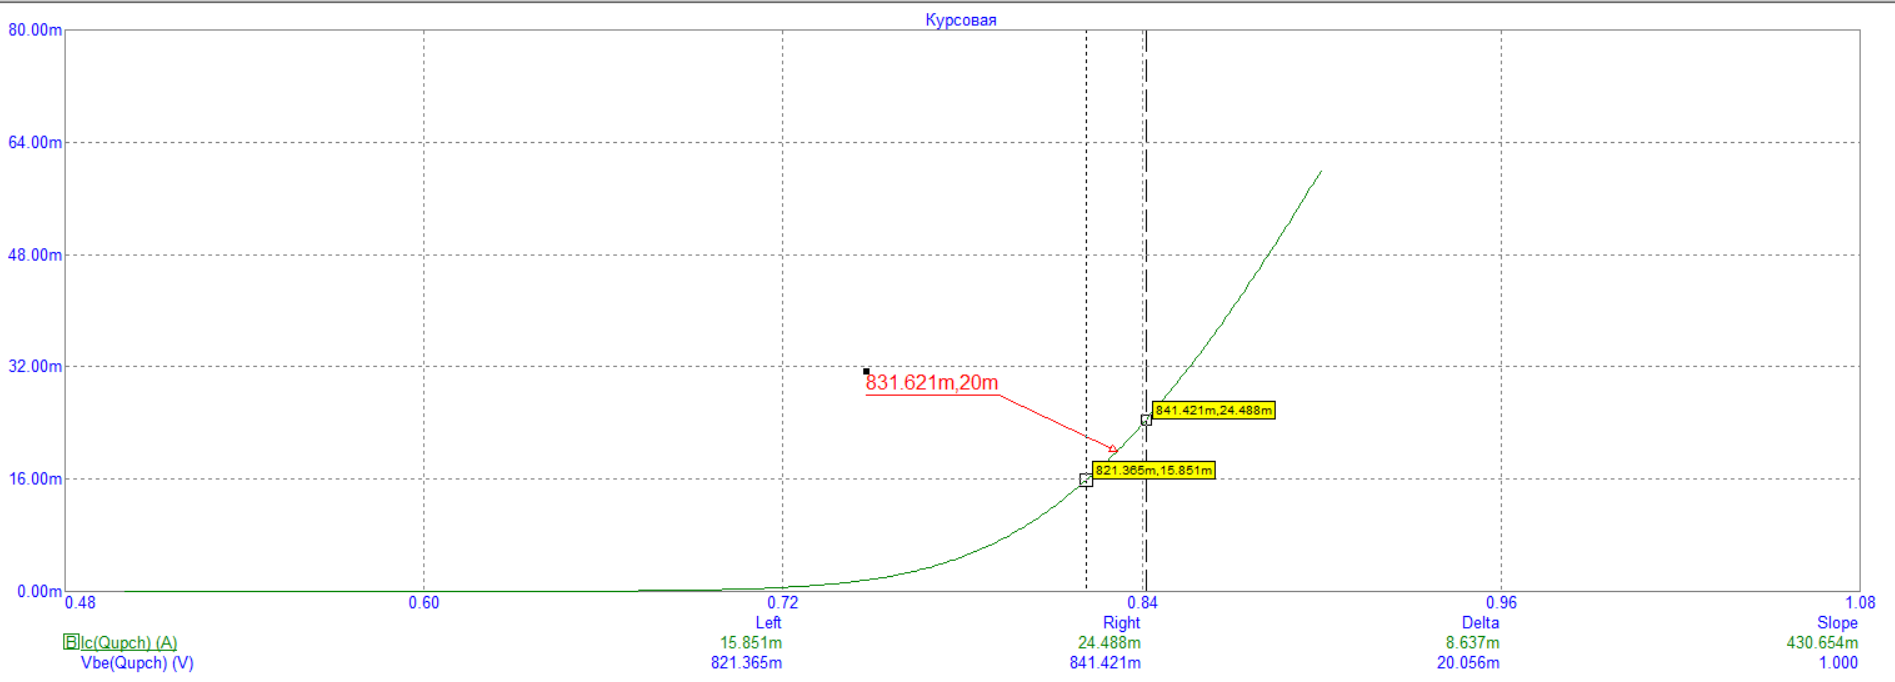 Курсовая
80.00m
64.00m
48.00m
32.00m
831.621m,20m
841.421m,24.488m
821.365m,15.851m
16.00m
0.00m
0.48 0.60 0.72 0.84 0.96 1.08
Left Right Delta Slope
B Ic(Qupch) (A) 15.851m 24.488m 8.637m 430.654m
Vbe(Qupch) (V) 821.365m 841.421m 20.056m 1.000